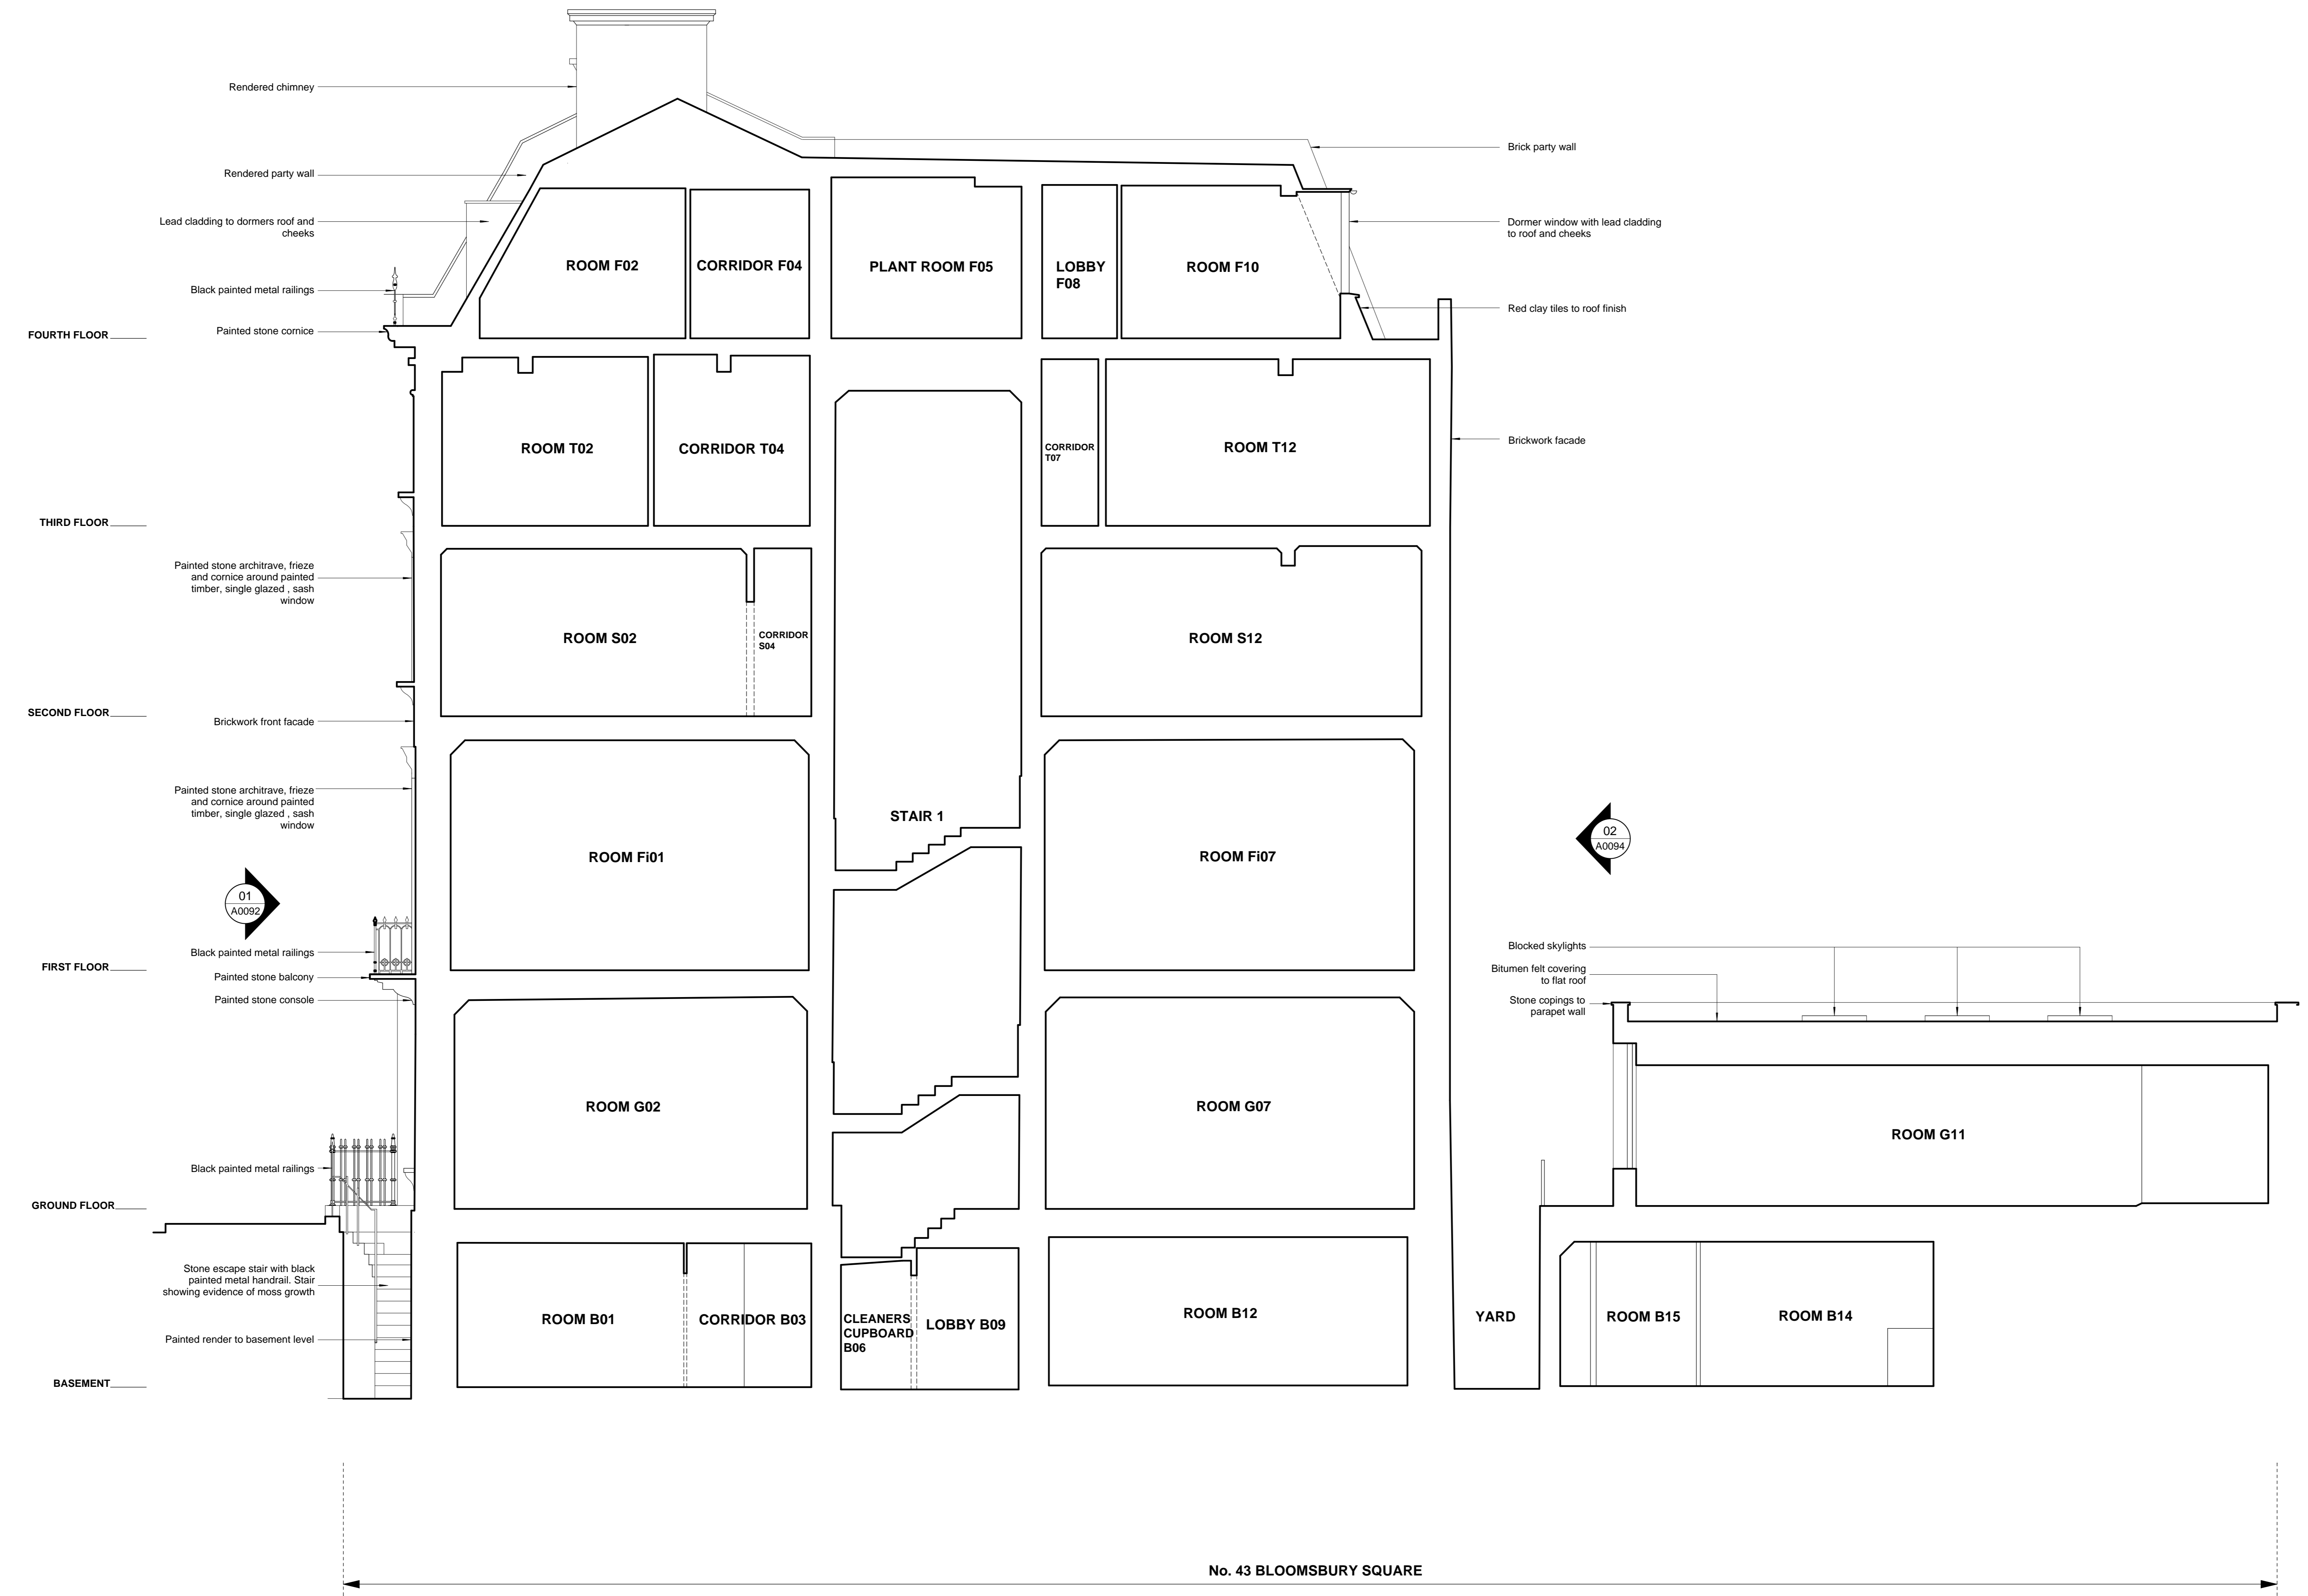 Rendered chimney
Brick party wall
Rendered party wall
Lead cladding to dormers roof and
cheeks
Dormer window with lead cladding
to roof and cheeks
ROOM F02
CORRIDOR F04
PLANT ROOM F05
LOBBY
F08
ROOM F10
Black painted metal railings
Red clay tiles to roof finish
Painted stone cornice
FOURTH FLOOR
ROOM T02
CORRIDOR T04
CORRIDOR
T07
ROOM T12
Brickwork facade
THIRD FLOOR
Painted stone architrave, frieze
and cornice around painted
timber, single glazed , sash
window
ROOM S02
CORRIDOR
S04
ROOM S12
SECOND FLOOR
Brickwork front facade
Painted stone architrave, frieze
and cornice around painted
timber, single glazed , sash
window
STAIR 1
ROOM Fi01
ROOM Fi07
02
A0094
01
A0092
Black painted metal railings
FIRST FLOOR
Painted stone balcony
Painted stone console
Blocked skylights
Bitumen felt covering
to flat roof
Stone copings to
parapet wall
ROOM G02
ROOM G07
ROOM G11
Black painted metal railings
GROUND FLOOR
Stone escape stair with black
painted metal handrail. Stair
showing evidence of moss growth
Painted render to basement level
ROOM B01
CORRIDOR B03
CLEANERS
CUPBOARD
B06
LOBBY B09
ROOM B12
YARD
ROOM B15
ROOM B14
BASEMENT
No. 43 BLOOMSBURY SQUARE